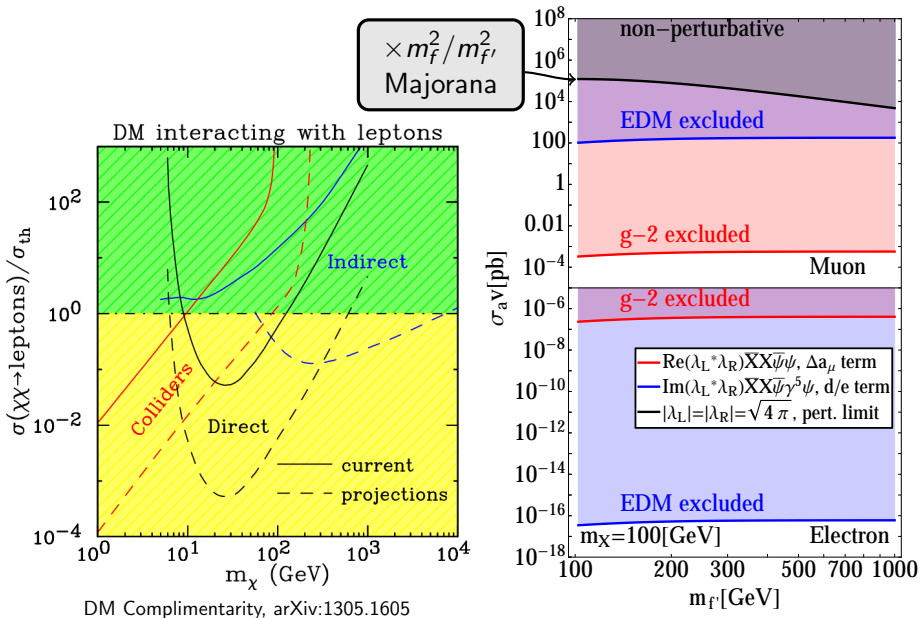 × m_f^2/m_{f'}^2
Majorana
DM interacting with leptons
σ(χχ→leptons)/σ_th
10^2
10^0
10^-2
10^-4
Indirect
Colliders
Direct
current
projections
10^0 10^1 10^2 10^3 10^4
m_χ (GeV)
DM Complimentarity, arXiv:1305.1605
σ_a v[pb]
10^8
10^6
10^4
100
1
0.01
10^-4
non-perturbative
EDM excluded
g-2 excluded
Muon
10^-6
10^-8
10^-10
10^-12
10^-14
10^-16
10^-18
g-2 excluded
Re(λ_L*λ_R)X̅Xψ̅ψ, Δa_μ term
Im(λ_L*λ_R)X̅Xψ̅γ^5ψ, d/e term
|λ_L|=|λ_R|=√4π, pert. limit
EDM excluded
m_X=100[GeV]
Electron
100 200 300 500 700 1000
m_{f'}[GeV]